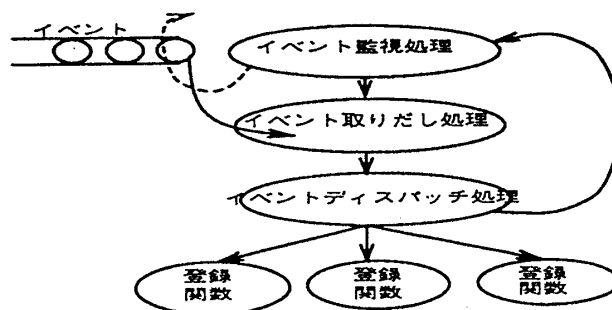 イベント
イベント監視処理
イベント取りだし処理
イベントディスパッチ処理
登録
関数
登録
関数
登録
関数